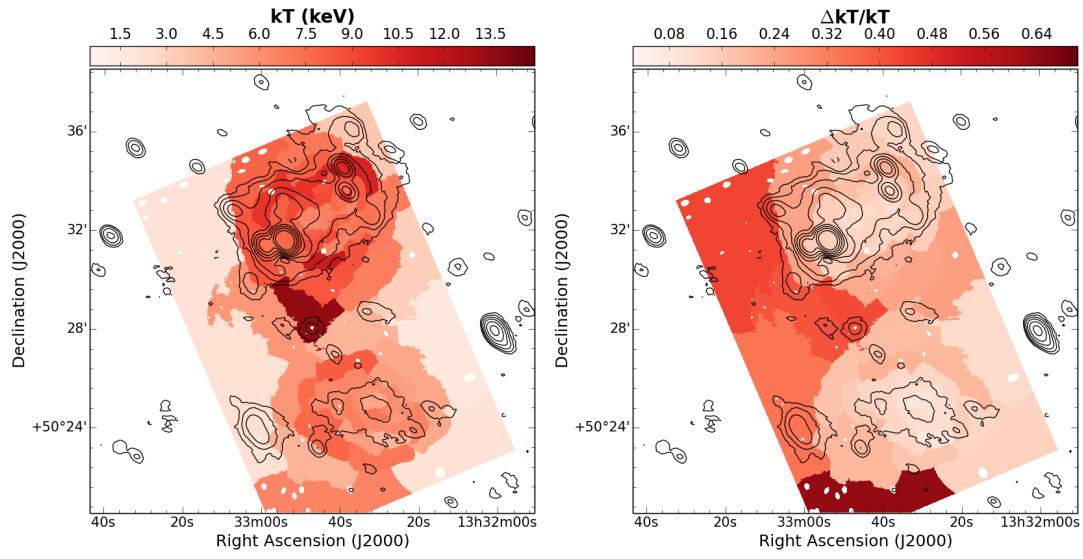 kT (keV)
1.5 3.0 4.5 6.0 7.5 9.0 10.5 12.0 13.5
Declination (J2000)
36'
32'
28'
+50°24'
40s 20s 33m00s 40s 20s 13h32m00s
Right Ascension (J2000)
ΔkT/kT
0.08 0.16 0.24 0.32 0.40 0.48 0.56 0.64
Declination (J2000)
36'
32'
28'
+50°24'
40s 20s 33m00s 40s 20s 13h32m00s
Right Ascension (J2000)